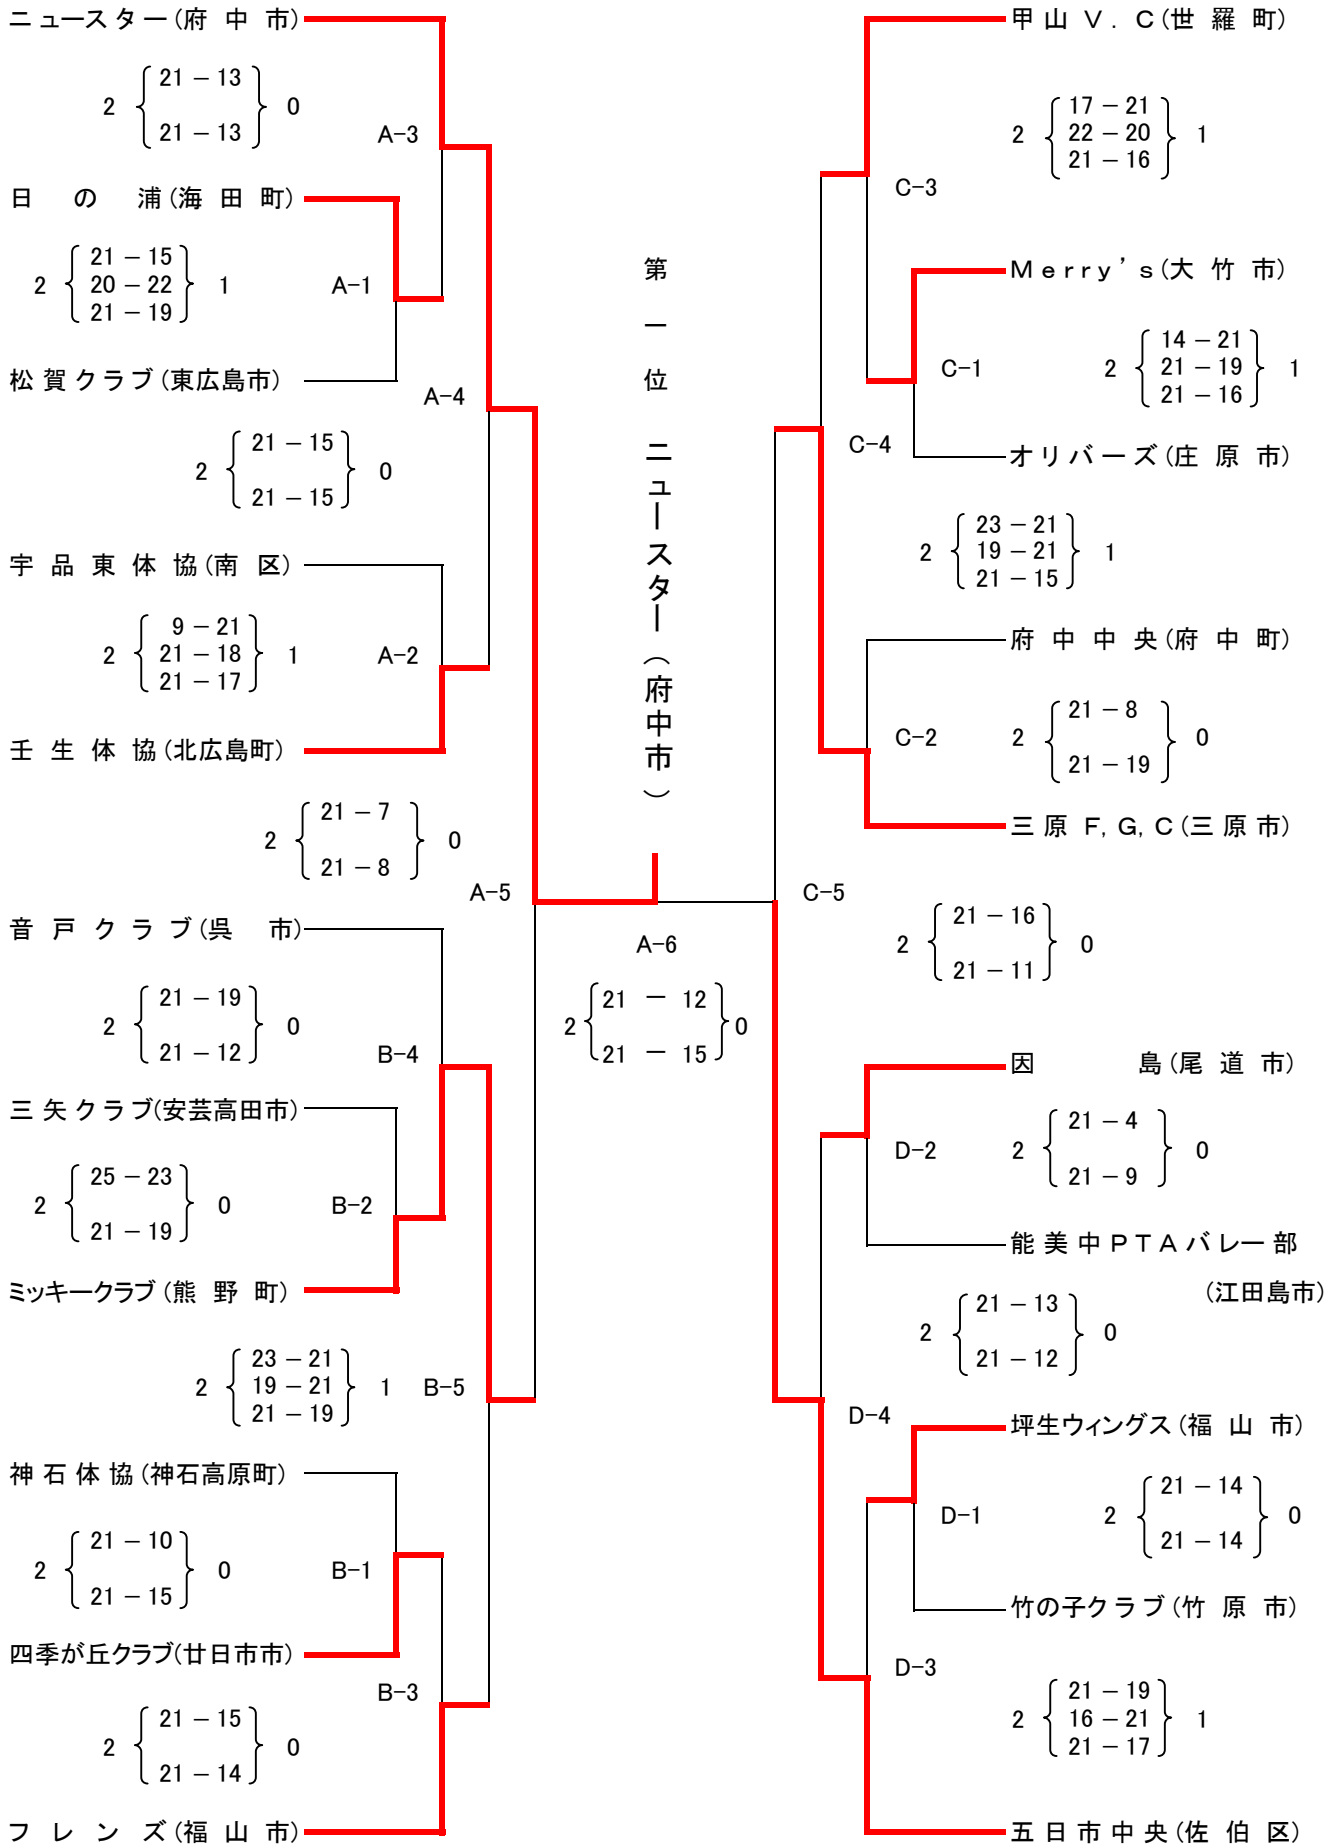 ニュースター(府中市)
21 － 13
2 0
21 － 13
A-3
日の浦(海田町)
21 － 15
2 20 － 22 1
21 － 19
A-1
松賀クラブ(東広島市)
A-4
21 － 15
2 0
21 － 15
宇品東体協(南区)
9 － 21
2 21 － 18 1
21 － 17
A-2
壬生体協(北広島町)
21 － 7
2 0
21 － 8
A-5
音戸クラブ(呉市)
21 － 19
2 0
21 － 12
B-4
三矢クラブ(安芸高田市)
25 － 23
2 0
21 － 19
B-2
ミッキークラブ(熊野町)
23 － 21
2 19 － 21 1
21 － 19
B-5
神石体協(神石高原町)
21 － 10
2 0
21 － 15
B-1
四季が丘クラブ(廿日市市)
B-3
21 － 15
2 0
21 － 14
フレンズ(福山市)
第一位 ニュースター(府中市)
A-6
21 － 12
2 0
21 － 15
甲山V．C(世羅町)
17 － 21
2 22 － 20 1
21 － 16
C-3
Merry’s(大竹市)
14 － 21
2 21 － 19 1
21 － 16
C-1
オリバーズ(庄原市)
C-4
23 － 21
2 19 － 21 1
21 － 15
府中中央(府中町)
21 － 8
2 0
21 － 19
C-2
三原F,G,C(三原市)
C-5
21 － 16
2 0
21 － 11
因島(尾道市)
21 － 4
2 0
21 － 9
D-2
能美中PTAバレー部
(江田島市)
21 － 13
2 0
21 － 12
D-4
坪生ウィングス(福山市)
21 － 14
2 0
21 － 14
D-1
竹の子クラブ(竹原市)
D-3
21 － 19
2 16 － 21 1
21 － 17
五日市中央(佐伯区)